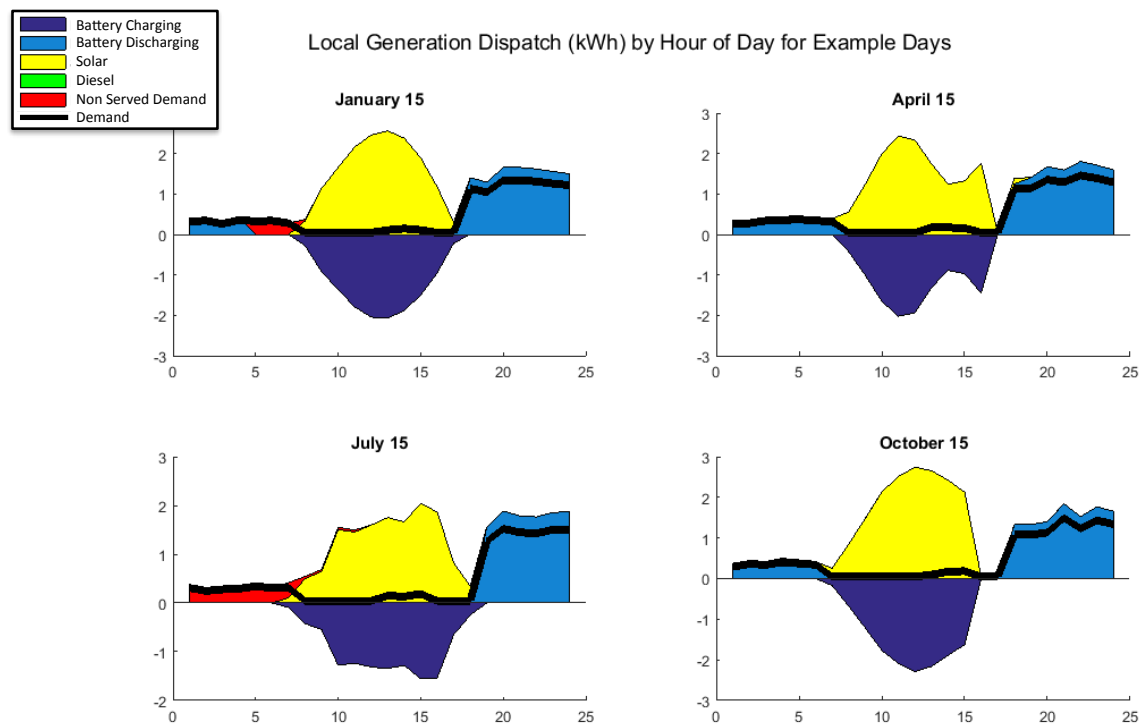 Battery Charging
Battery Discharging
Solar
Diesel
Non Served Demand
Demand
Local Generation Dispatch (kWh) by Hour of Day for Example Days
January 15
2
1
0
-1
-2
-3
0 5 10 15 20 25
April 15
3
2
1
0
-1
-2
-3
0 5 10 15 20 25
July 15
3
2
1
0
-1
-2
0 5 10 15 20 25
October 15
3
2
1
0
-1
-2
-3
0 5 10 15 20 25